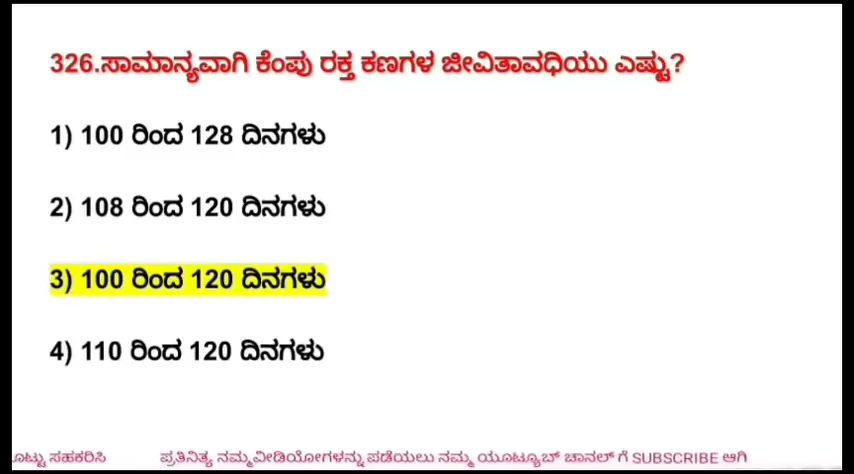 326.ಸಾಮಾನ್ಯವಾಗಿ ಕೆಂಪು ರಕ್ತ ಕಣಗಳ ಜೀವಿತಾವಧಿಯು ಎಷ್ಟು?
1) 100 ರಿಂದ 128 ದಿನಗಳು
2) 108 ರಿಂದ 120 ದಿನಗಳು
3) 100 ರಿಂದ 120 ದಿನಗಳು
4) 110 ರಿಂದ 120 ದಿನಗಳು
ಸಹಕರಿಸಿ ಪ್ರತಿನಿತ್ಯ ನಮ್ಮ ವೀಡಿಯೋಗಳನ್ನು ಪಡೆಯಲು ನಮ್ಮ ಯೂಟ್ಯೂಬ್ ಚಾನಲ್ ಗೆ SUBSCRIBE ಆಗಿ